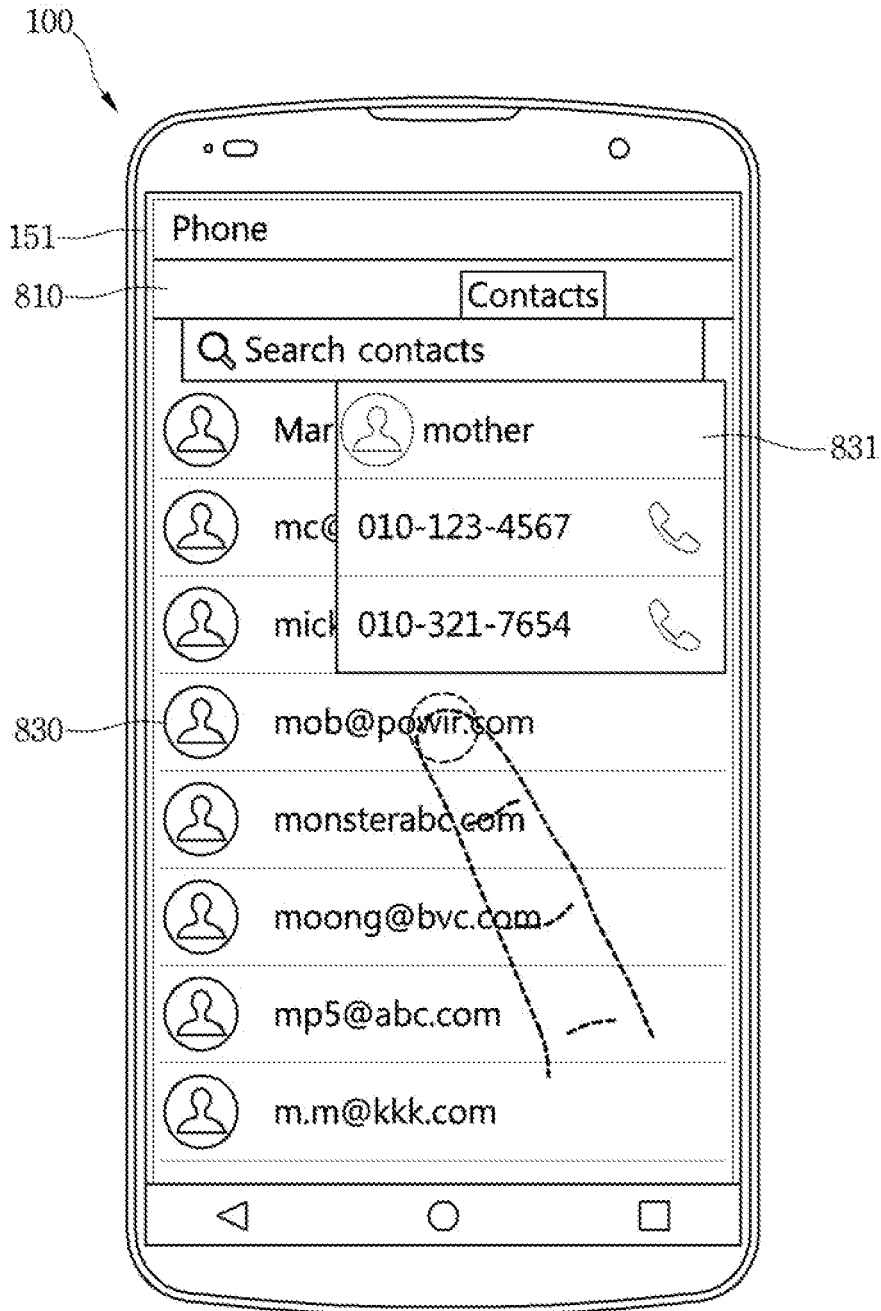 100
151
Phone
810
Contacts
Search contacts
Mar
mother
831
mc@
010-123-4567
mick
010-321-7654
830
mob@powir.com
monsterabc.com
moong@bvc.com
mp5@abc.com
m.m@kkk.com